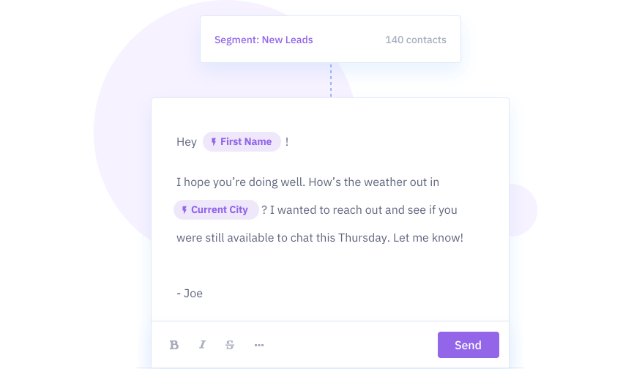 Segment: New Leads 140 contacts
Hey First Name !
I hope you’re doing well. How’s the weather out in
Current City ? I wanted to reach out and see if you
were still available to chat this Thursday. Let me know!
- Joe
B I S ··· Send